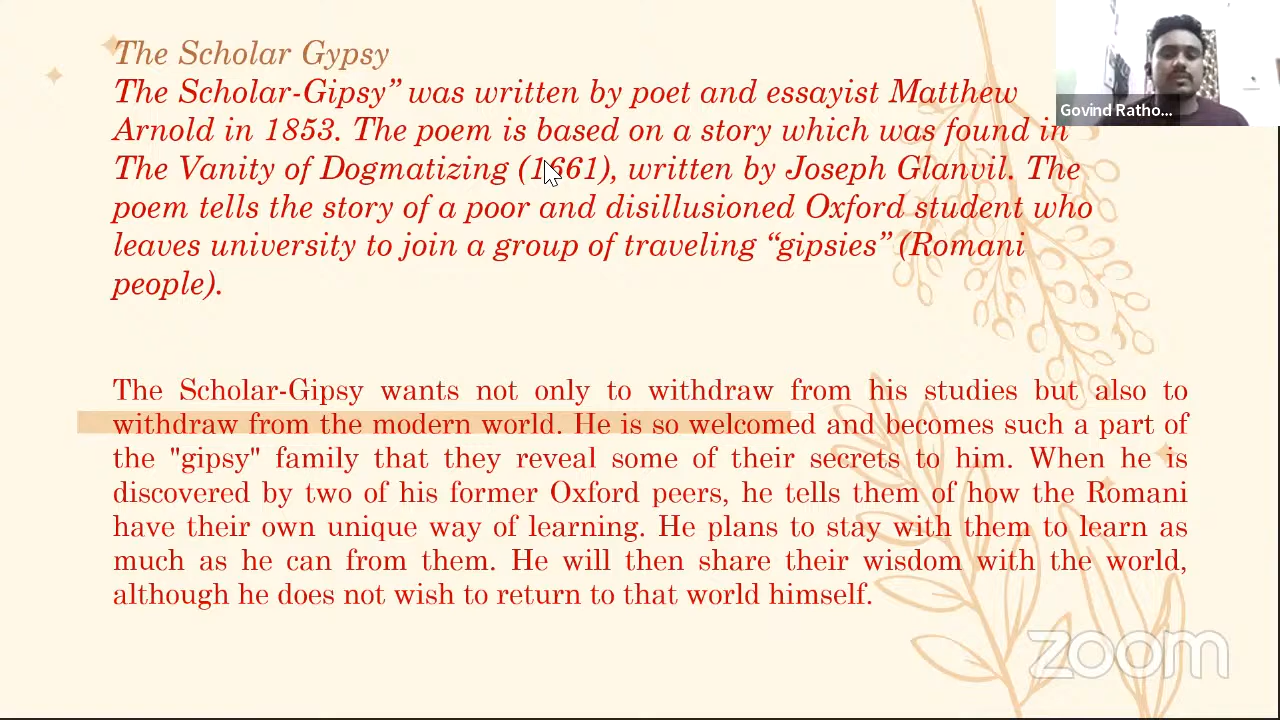 The Scholar Gypsy
The Scholar-Gipsy” was written by poet and essayist Matthew
Arnold in 1853. The poem is based on a story which was found in
The Vanity of Dogmatizing (1661), written by Joseph Glanvil. The
poem tells the story of a poor and disillusioned Oxford student who
leaves university to join a group of traveling “gipsies” (Romani
people).
The Scholar-Gipsy wants not only to withdraw from his studies but also to
withdraw from the modern world. He is so welcomed and becomes such a part of
the "gipsy" family that they reveal some of their secrets to him. When he is
discovered by two of his former Oxford peers, he tells them of how the Romani
have their own unique way of learning. He plans to stay with them to learn as
much as he can from them. He will then share their wisdom with the world,
although he does not wish to return to that world himself.
Govind Ratho...
zoom